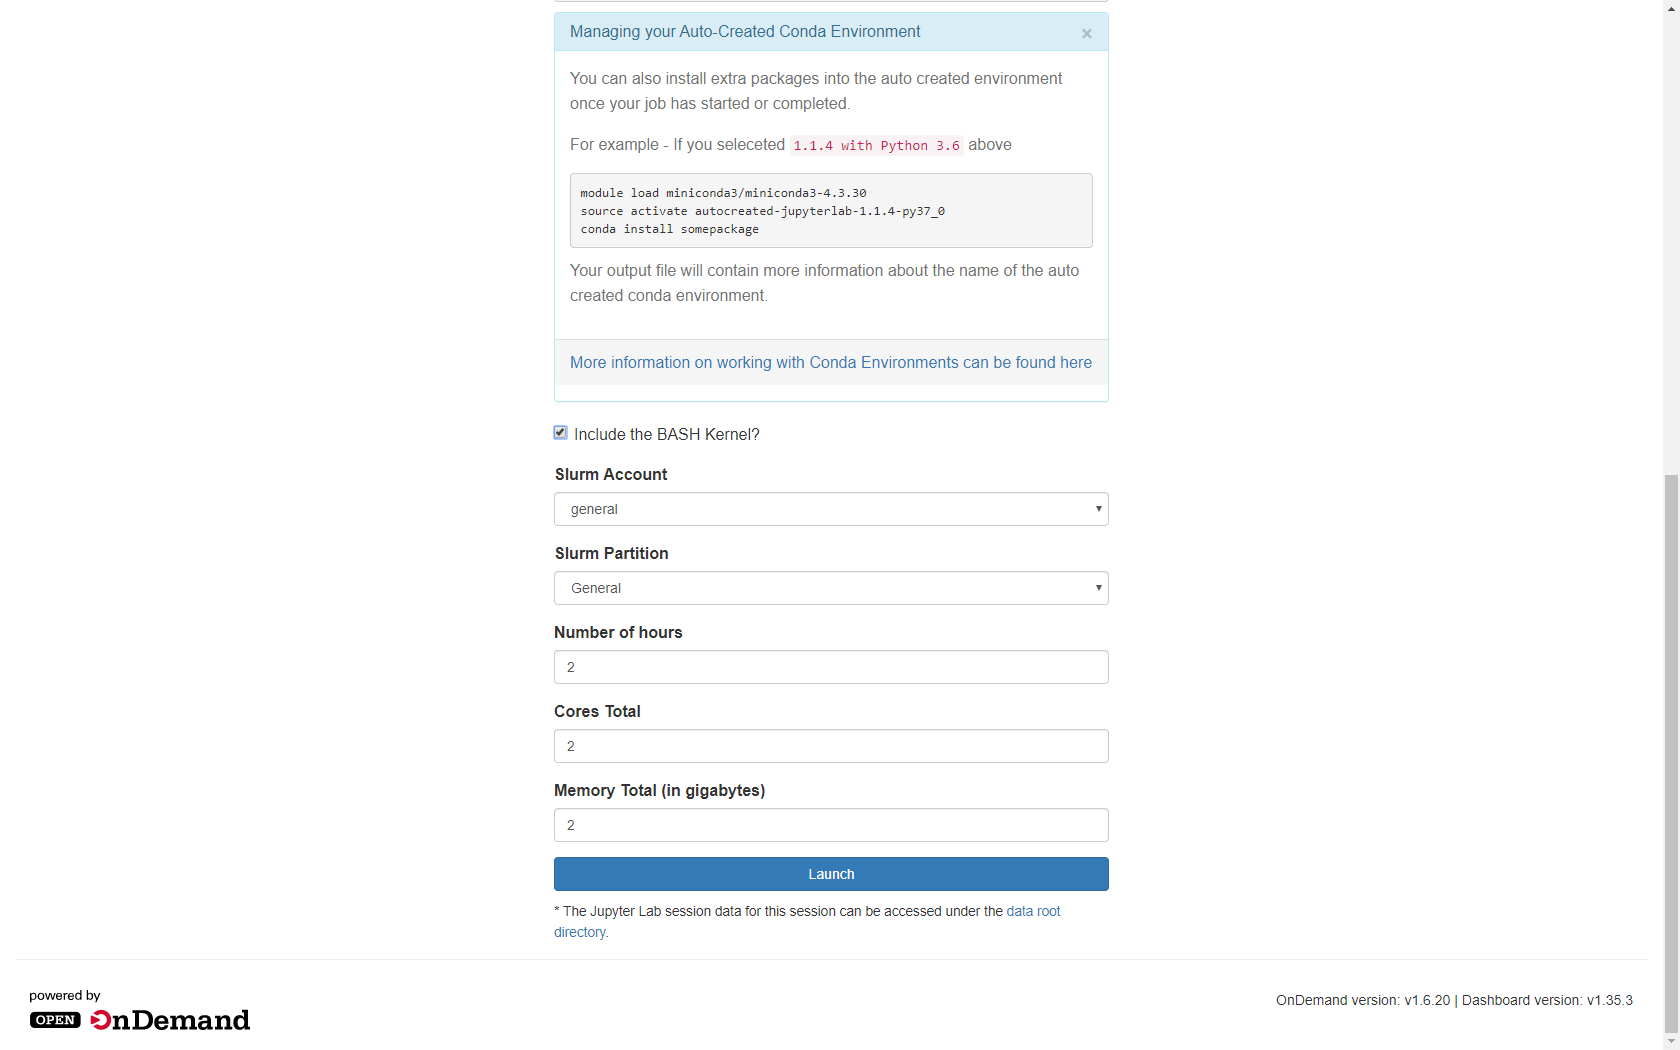 Managing your Auto-Created Conda Environment ×
You can also install extra packages into the auto created environment
once your job has started or completed.
For example - If you seleceted 1.1.4 with Python 3.6 above
module load miniconda3/miniconda3-4.3.30
source activate autocreated-jupyterlab-1.1.4-py37_0
conda install somepackage
Your output file will contain more information about the name of the auto
created conda environment.
More information on working with Conda Environments can be found here
Include the BASH Kernel?
Slurm Account
general
Slurm Partition
General
Number of hours
2
Cores Total
2
Memory Total (in gigabytes)
2
Launch
* The Jupyter Lab session data for this session can be accessed under the data root
directory.
powered by
OPEN OnDemand
OnDemand version: v1.6.20 | Dashboard version: v1.35.3